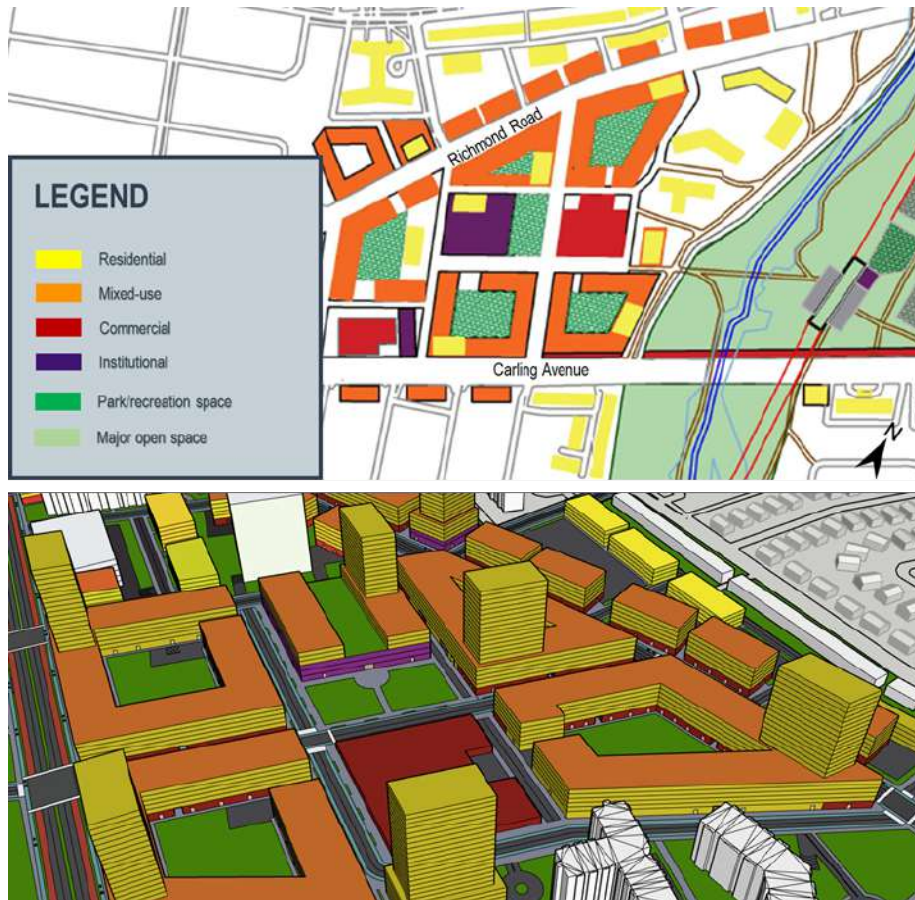 Richmond Road
LEGEND
Residential
Mixed-use
Commercial
Institutional
Park/recreation space
Major open space
Carling Avenue
N